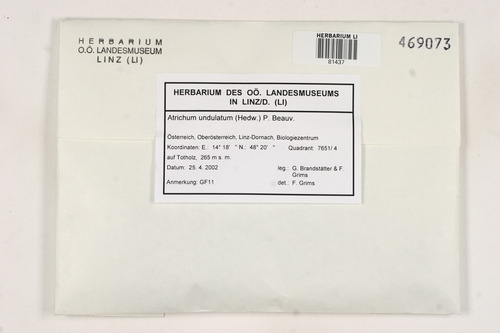 HERBARIUM
O.Ö. LANDESMUSEUM
LINZ (LI)
HERBARIUM LI
81437
469073
HERBARIUM DES OÖ. LANDESMUSEUMS
IN LINZ/D. (LI)
Atrichum undulatum (Hedw.) P. Beauv.
Österreich, Oberösterreich, Linz-Dornach, Biologiezentrum
Koordinaten: E.: 14° 18' " N.: 48° 20' " Quadrant: 7651/ 4
auf Totholz, 265 m s. m.
Datum: 25. 4. 2002 leg.: G. Brandstätter & F. Grims
Anmerkung: GF11 det.: F. Grims